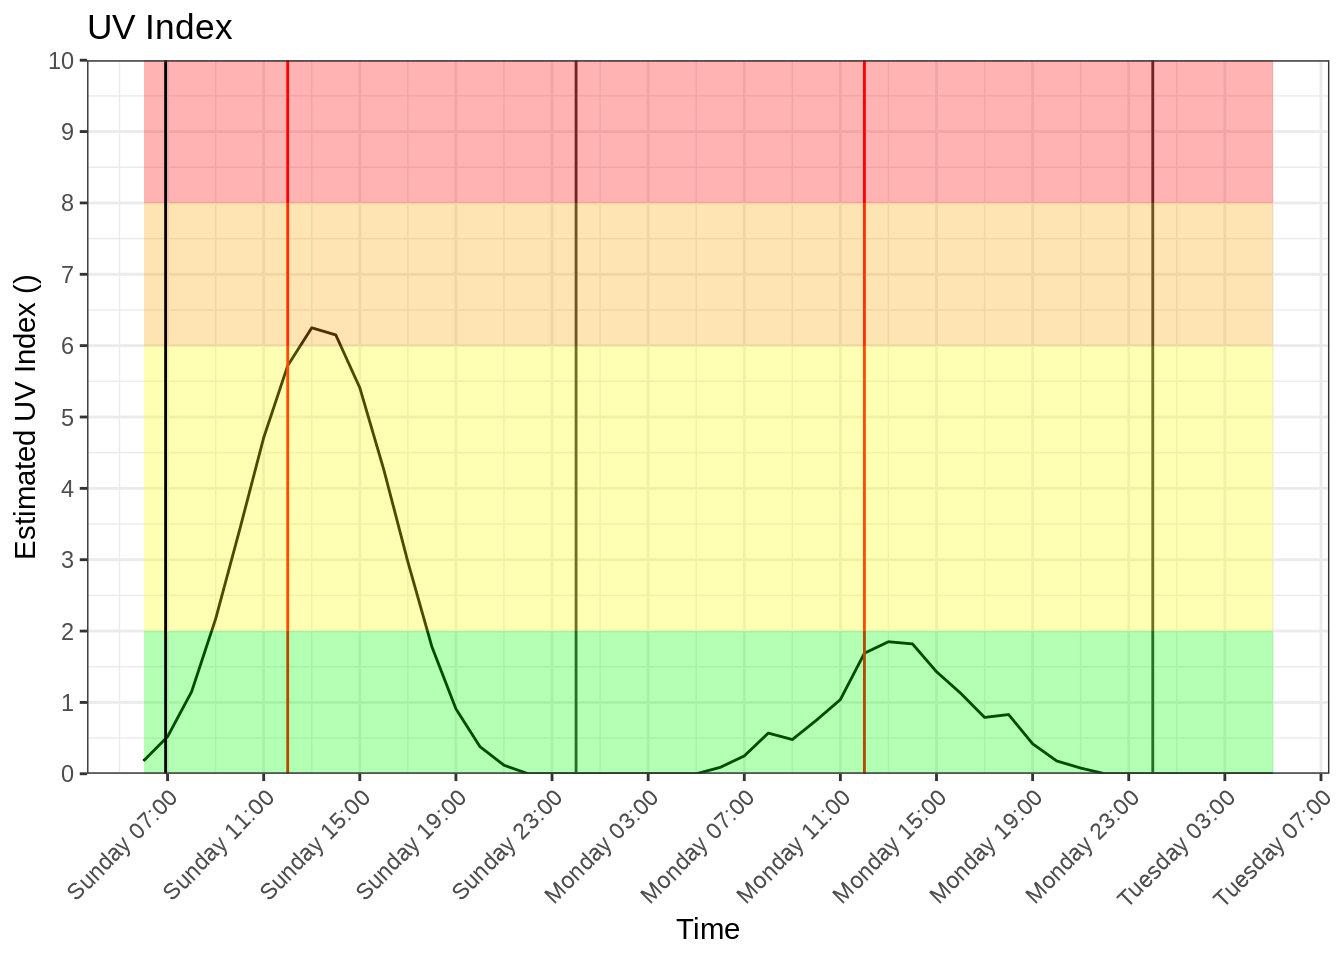 UV Index
Estimated UV Index ()
10
9
8
7
6
5
4
3
2
1
0
Sunday 07:00
Sunday 11:00
Sunday 15:00
Sunday 19:00
Sunday 23:00
Monday 03:00
Monday 07:00
Monday 11:00
Monday 15:00
Monday 19:00
Monday 23:00
Tuesday 03:00
Tuesday 07:00
Time